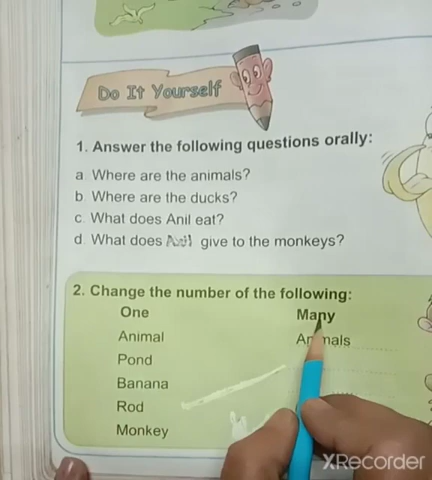 Do It Yourself
1. Answer the following questions orally:
a Where are the animals?
b. Where are the ducks?
c. What does Anil eat?
d. What does Anil give to the monkeys?
2. Change the number of the following:
One Many
Animal Animals
Pond
Banana
Rod
Monkey
XRecorder